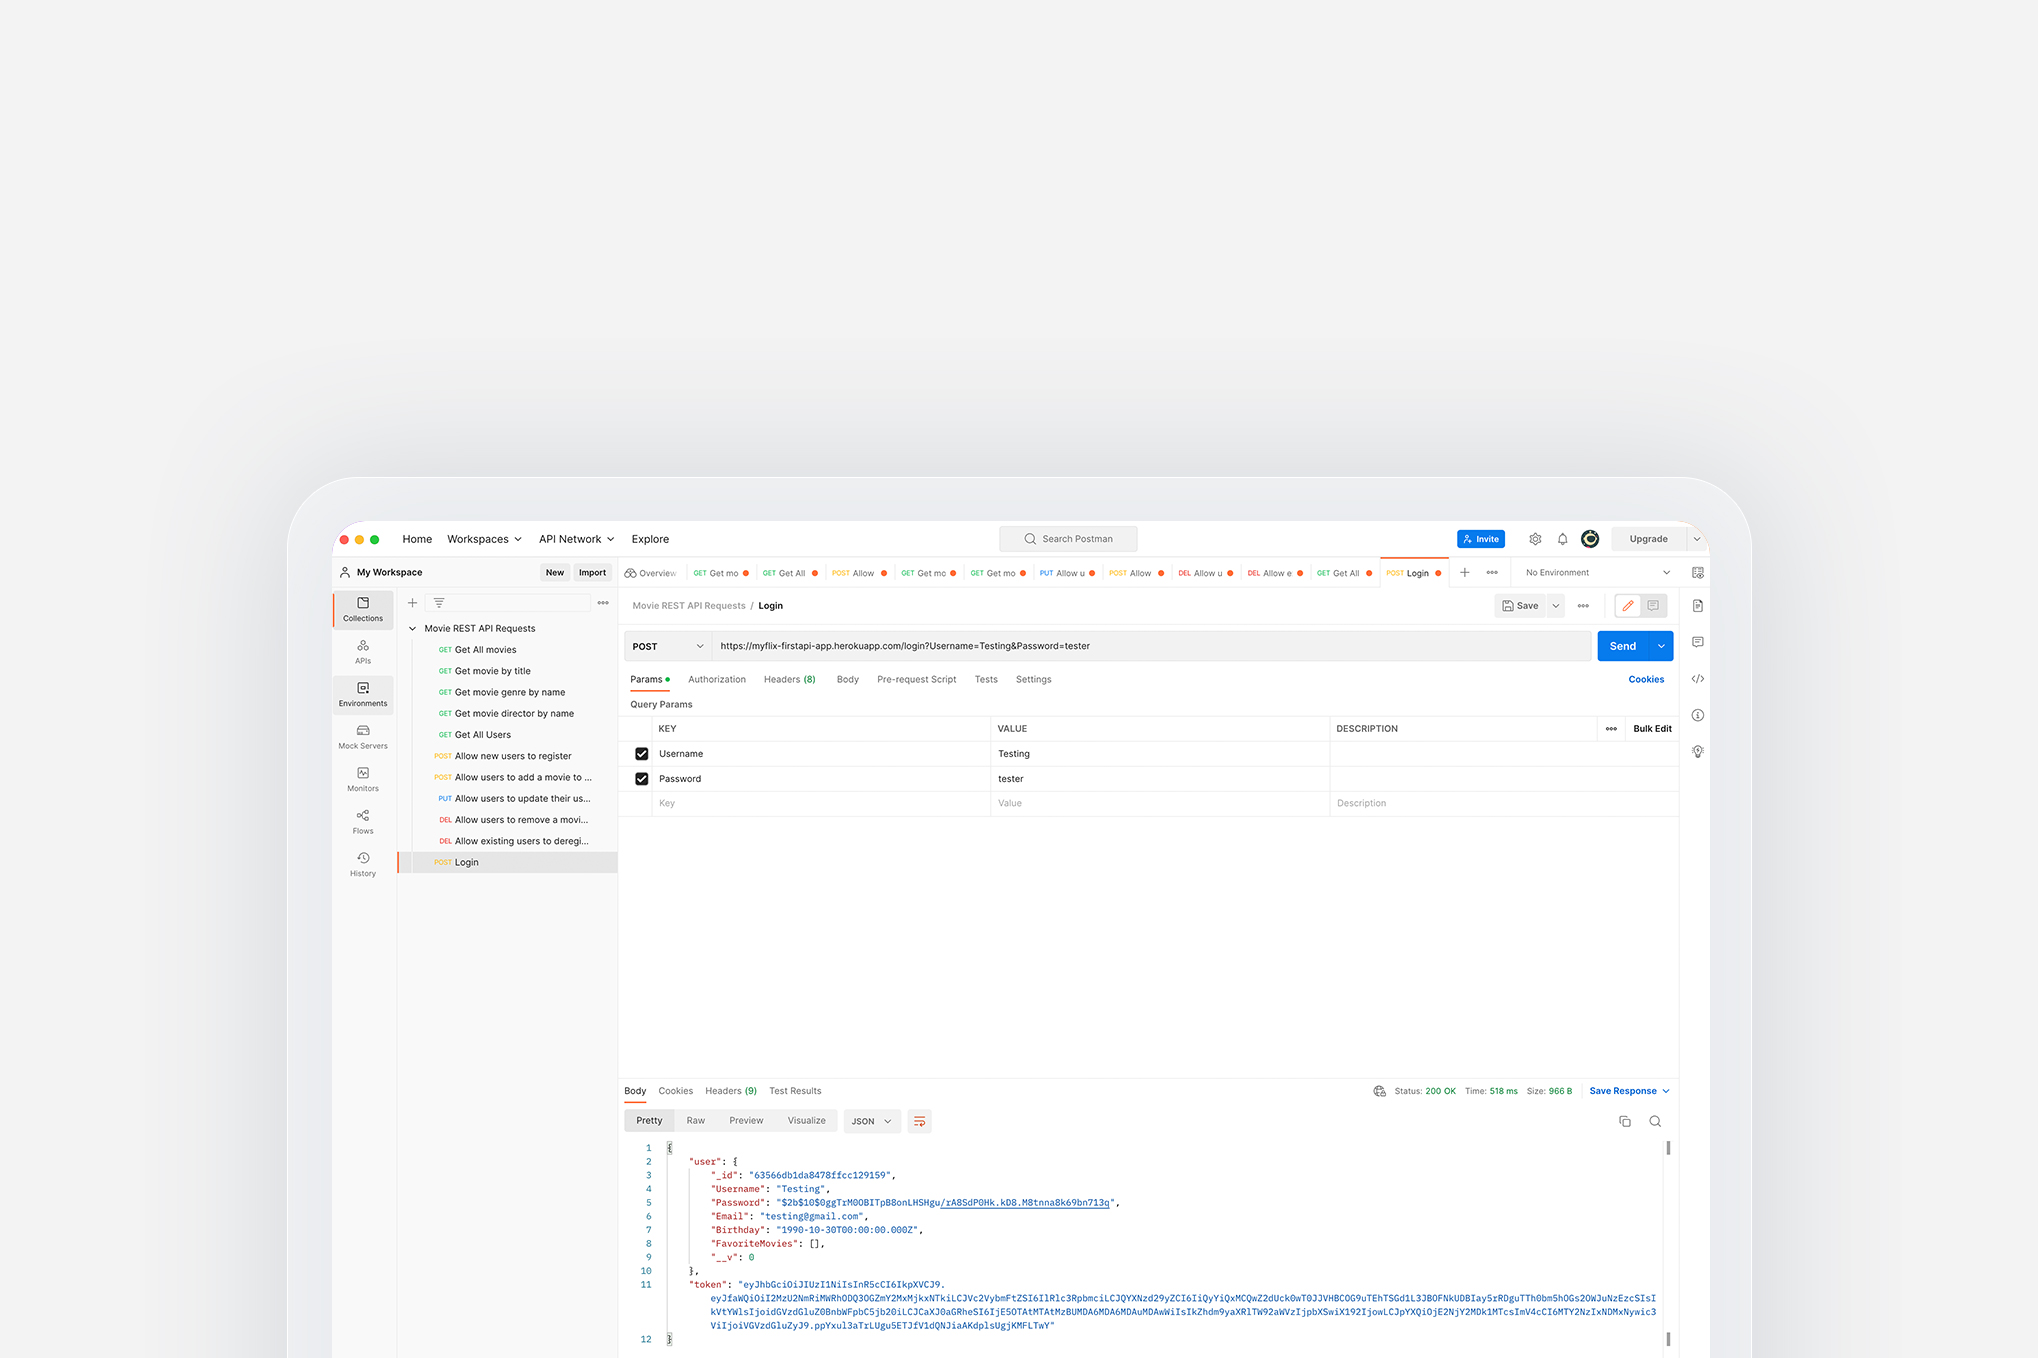 Home Workspaces API Network Explore
Search Postman
Invite
Upgrade
My Workspace New Import
Overview GET Get mo GET Get All POST Allow GET Get mo GET Get mo PUT Allow u POST Allow DEL Allow u DEL Allow e GET Get All POST Login
No Environment
Collections
APIs
Environments
Mock Servers
Monitors
Flows
History
Movie REST API Requests
GET Get All movies
GET Get movie by title
GET Get movie genre by name
GET Get movie director by name
GET Get All Users
POST Allow new users to register
POST Allow users to add a movie to ...
PUT Allow users to update their us...
DEL Allow users to remove a movi...
DEL Allow existing users to deregi...
POST Login
Movie REST API Requests / Login
Save
POST https://myflix-firstapi-app.herokuapp.com/login?Username=Testing&Password=tester
Send
Params Authorization Headers (8) Body Pre-request Script Tests Settings
Cookies
Query Params
KEY VALUE DESCRIPTION Bulk Edit
Username Testing
Password tester
Key Value Description
Body Cookies Headers (9) Test Results
Status: 200 OK Time: 518 ms Size: 966 B Save Response
Pretty Raw Preview Visualize JSON
1 {
2 "user": {
3 "_id": "63566db1da8478ffcc129159",
4 "Username": "Testing",
5 "Password": "$2b$10$0ggTrM0OBITpB8onLHSHgu/rA8SdP0Hk.kD8.M8tnna8k69bn713q",
6 "Email": "testing@gmail.com",
7 "Birthday": "1990-10-30T00:00:00.000Z",
8 "FavoriteMovies": [],
9 "__v": 0
10 },
11 "token": "eyJhbGciOiJIUzI1NiIsInR5cCI6IkpXVCJ9.
12 }